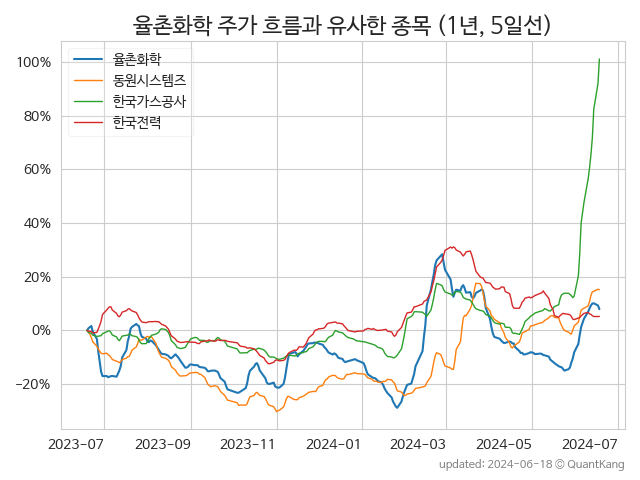 율촌화학 주가 흐름과 유사한 종목 (1년, 5일선)
율촌화학
동원시스템즈
한국가스공사
한국전력
100%
80%
60%
40%
20%
0%
−20%
2023-07 2023-09 2023-11 2024-01 2024-03 2024-05 2024-07
updated: 2024-06-18 © QuantKang